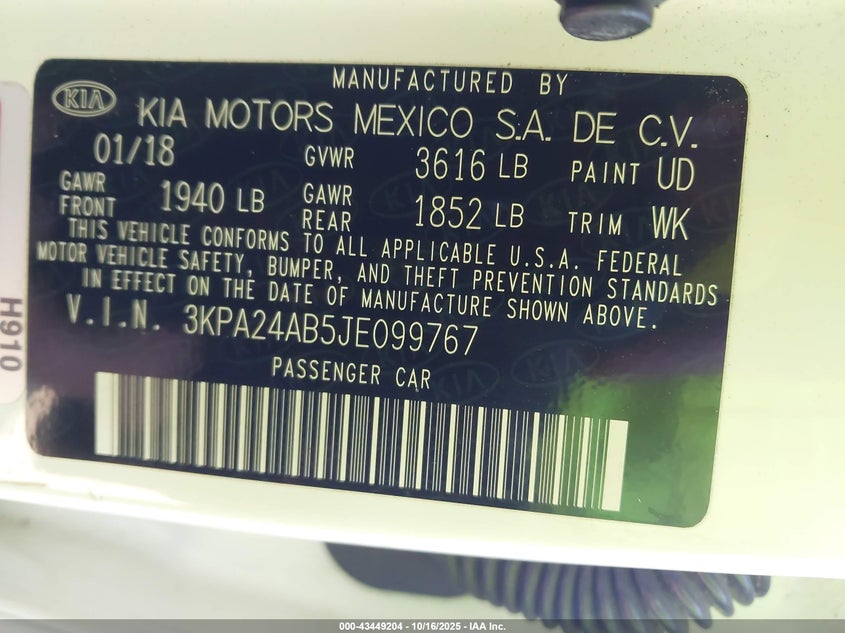 MANUFACTURED BY
KIA KIA MOTORS MEXICO S.A. DE C.V.
01/18 GVWR 3616 LB PAINT UD
GAWR FRONT 1940 LB GAWR REAR 1852 LB TRIM WK
THIS VEHICLE CONFORMS TO ALL APPLICABLE U.S.A. FEDERAL
MOTOR VEHICLE SAFETY, BUMPER, AND THEFT PREVENTION STANDARDS
IN EFFECT ON THE DATE OF MANUFACTURE SHOWN ABOVE.
V.I.N. 3KPA24AB5JE099767
PASSENGER CAR
H910
000-43449204 - 10/16/2025 - IAA Inc.